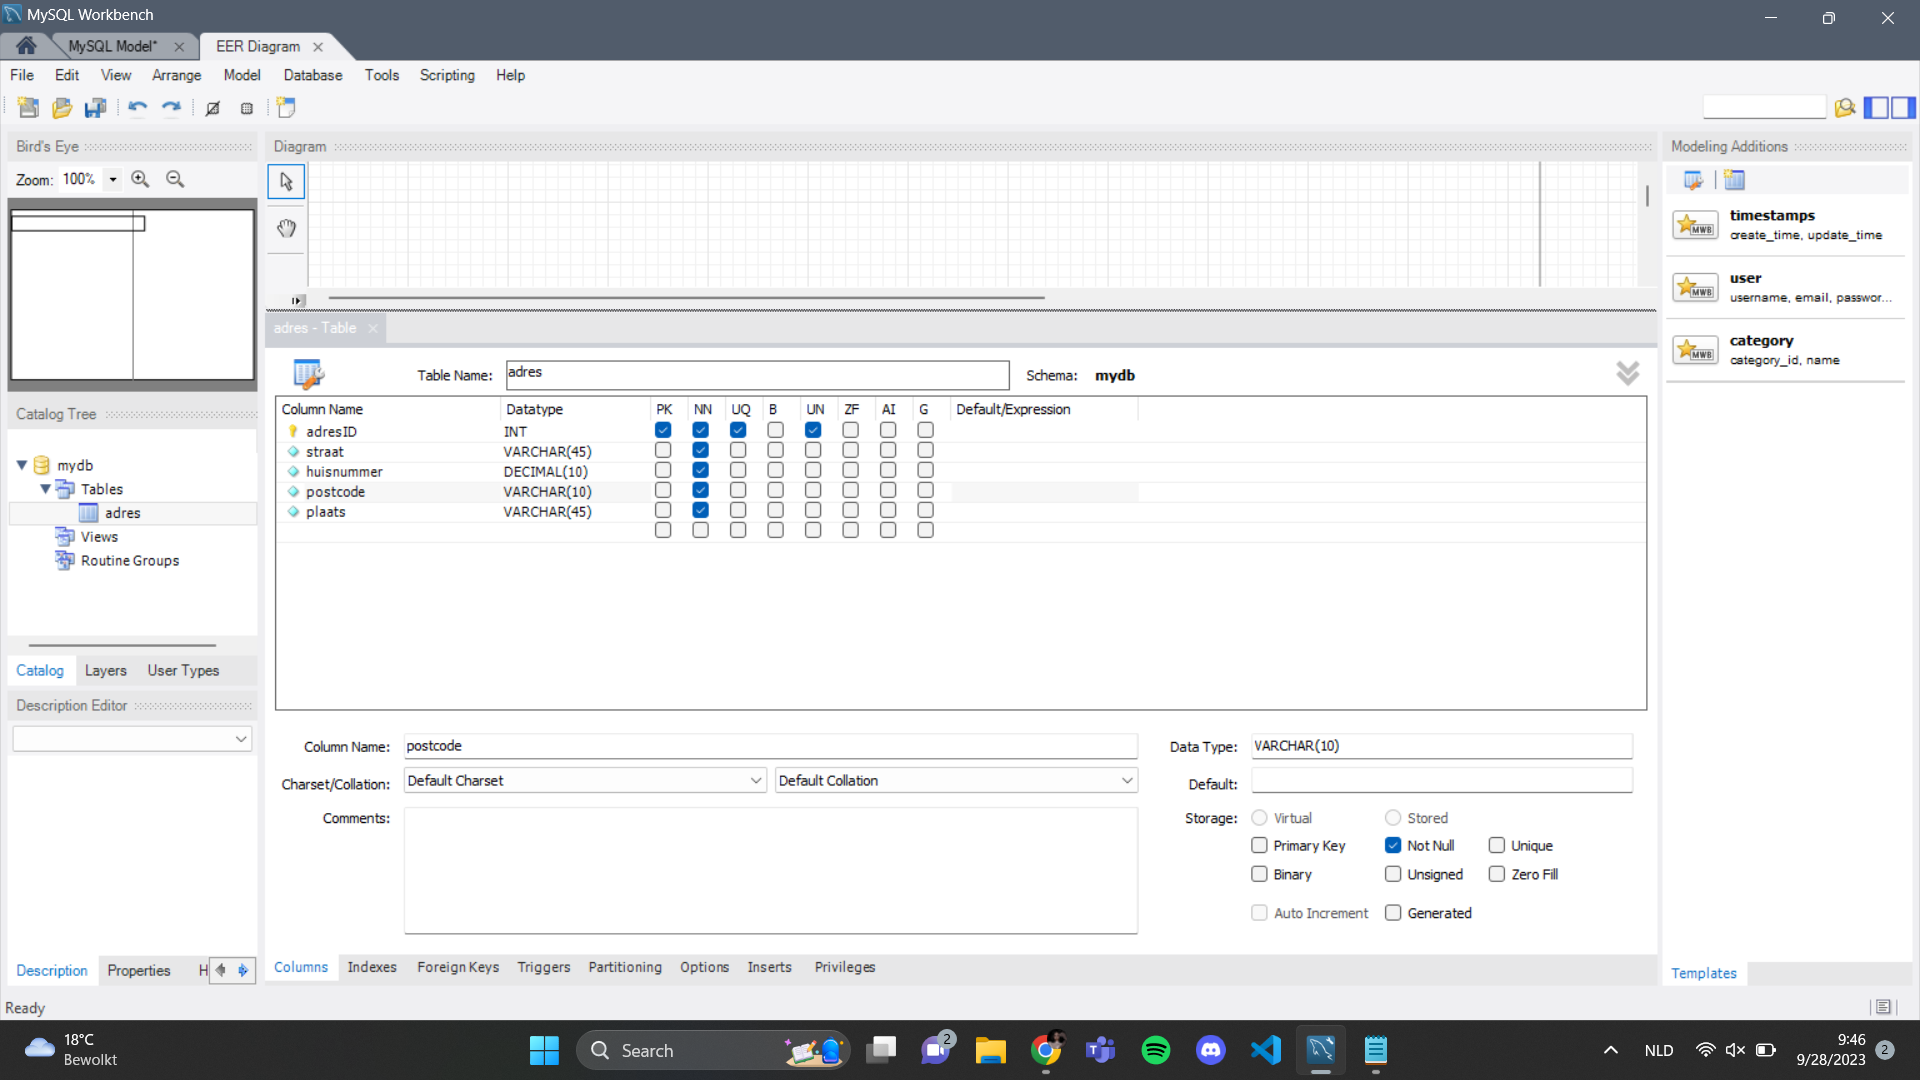 MySQL Workbench
MySQL Model* EER Diagram
File Edit View Arrange Model Database Tools Scripting Help
Bird's Eye
Zoom: 100%
Diagram
Modeling Additions
timestamps
create_time, update_time
user
username, email, passwor...
category
category_id, name
MWB
MWB
MWB
adres - Table
Table Name: adres Schema: mydb
Column Name Datatype PK NN UQ B UN ZF AI G Default/Expression
adresID INT
straat VARCHAR(45)
huisnummer DECIMAL(10)
postcode VARCHAR(10)
plaats VARCHAR(45)
Catalog Tree
mydb
Tables
adres
Views
Routine Groups
Catalog Layers User Types
Description Editor
Column Name: postcode Data Type: VARCHAR(10)
Charset/Collation: Default Charset Default Collation Default:
Comments: Storage: Virtual Stored
Primary Key Not Null Unique
Binary Unsigned Zero Fill
Auto Increment Generated
Description Properties H
Columns Indexes Foreign Keys Triggers Partitioning Options Inserts Privileges
Templates
Ready
18°C
Bewolkt
Search
2
NLD
9:46
9/28/2023
2